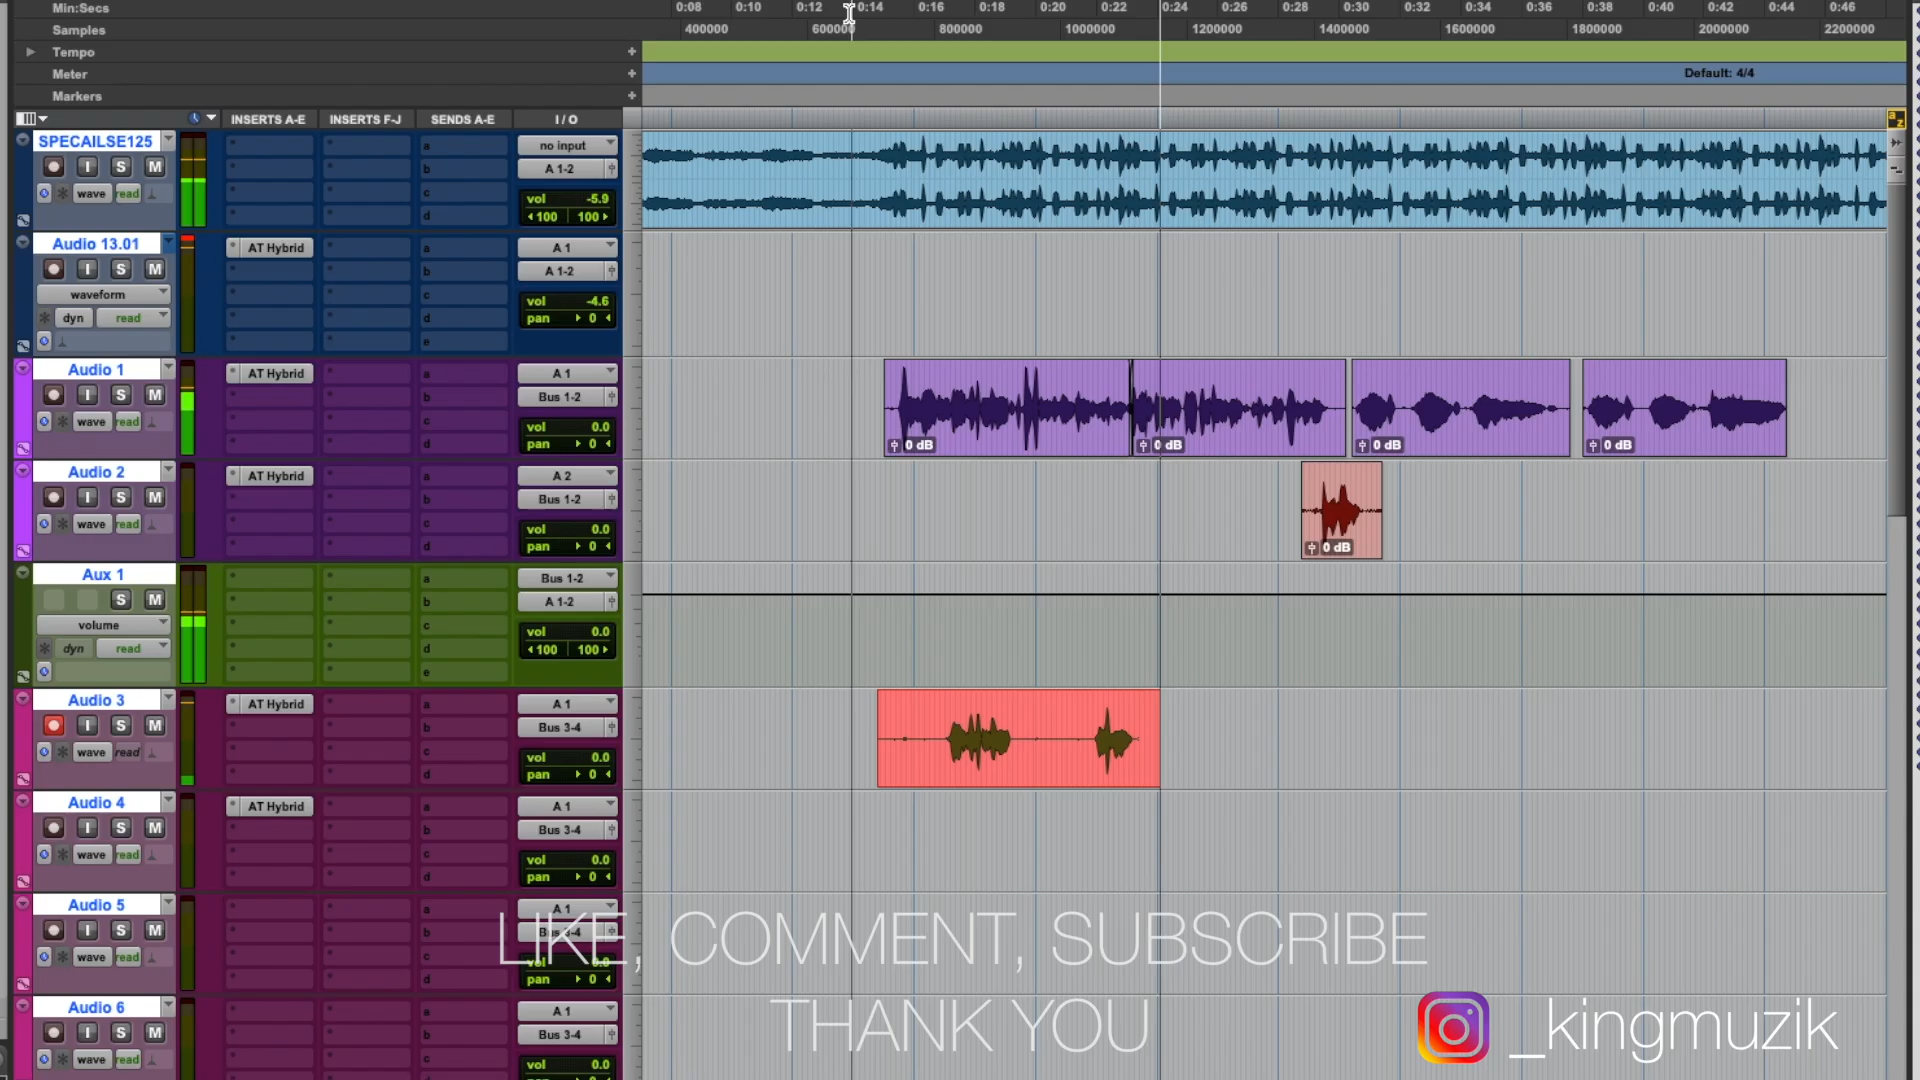 Min:Secs 0:08 0:10 0:12 0:14 0:16 0:18 0:20 0:22 0:24 0:26 0:28 0:30 0:32 0:34 0:36 0:38 0:40 0:42 0:44 0:46
Samples 400000 600000 800000 1000000 1200000 1400000 1600000 1800000 2000000 2200000
Tempo +
Meter + Default: 4/4
Markers +
INSERTS A-E INSERTS F-J SENDS A-E I / O
a z
SPECAILSE125 a no input
I S M b A 1-2
wave read c vol -5.9
d 100 100
Audio 13.01 AT Hybrid a A 1
I S M b A 1-2
waveform c vol -4.6
dyn read d pan 0
e
Audio 1 AT Hybrid a A 1
I S M b Bus 1-2
wave read c vol 0.0
d pan 0
0 dB 0 dB 0 dB 0 dB
Audio 2 AT Hybrid a A 2
I S M b Bus 1-2
wave read c vol 0.0
d pan 0
0 dB
Aux 1 a Bus 1-2
S M b A 1-2
volume c vol 0.0
dyn read d 100 100
e
Audio 3 AT Hybrid a A 1
I S M b Bus 3-4
wave read c vol 0.0
d pan 0
Audio 4 AT Hybrid a A 1
I S M b Bus 3-4
wave read c vol 0.0
d pan 0
Audio 5 a A 1
I S M b Bus 3-4
wave read c vol 0.0
d pan 0
LIKE, COMMENT, SUBSCRIBE
Audio 6 a A 1
I S M b Bus 3-4
wave read c vol 0.0
THANK YOU
_kingmuzik